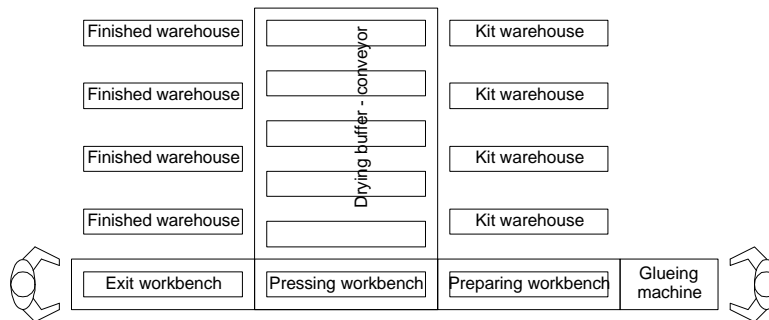 Finished warehouse
Kit warehouse
Finished warehouse
Kit warehouse
Drying buffer - conveyor
Finished warehouse
Kit warehouse
Finished warehouse
Kit warehouse
Exit workbench
Pressing workbench
Preparing workbench
Glueing
machine